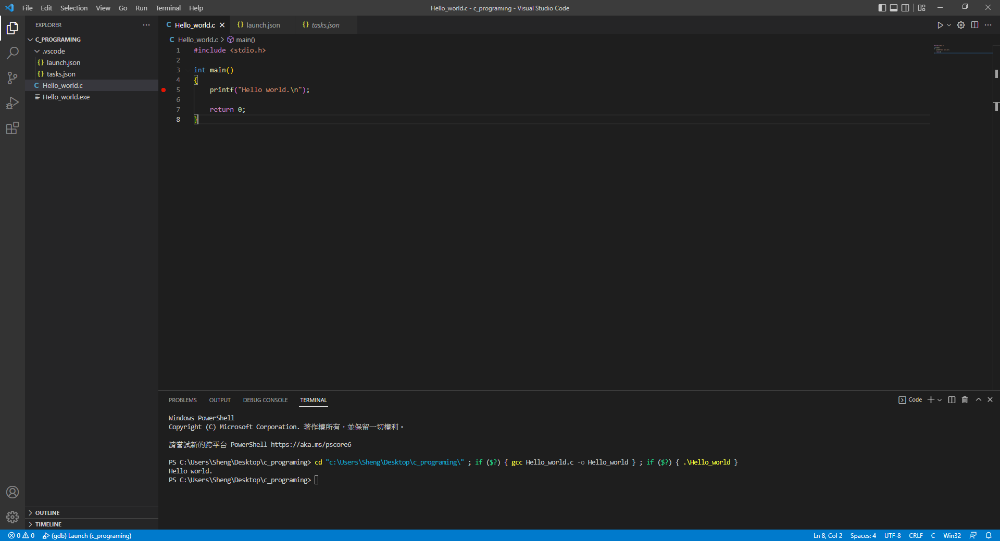 File Edit Selection View Go Run Terminal Help
Hello_world.c - c_programing - Visual Studio Code
EXPLORER
C_PROGRAMING
.vscode
launch.json
tasks.json
Hello_world.c
Hello_world.exe
OUTLINE
TIMELINE
Hello_world.c launch.json tasks.json
Hello_world.c > main()
1 #include <stdio.h>
2
3 int main()
4 {
5 printf("Hello world.\n");
6
7 return 0;
8 }
PROBLEMS OUTPUT DEBUG CONSOLE TERMINAL
Code
Windows PowerShell
Copyright (C) Microsoft Corporation. 著作權所有，並保留一切權利。
請嘗試新的跨平台 PowerShell https://aka.ms/pscore6
PS C:\Users\Sheng\Desktop\c_programing> cd "c:\Users\Sheng\Desktop\c_programing\" ; if ($?) { gcc Hello_world.c -o Hello_world } ; if ($?) { .\Hello_world }
Hello world.
PS C:\Users\Sheng\Desktop\c_programing>
0 0 (gdb) Launch (c_programing)
Ln 8, Col 2 Spaces: 4 UTF-8 CRLF C Win32